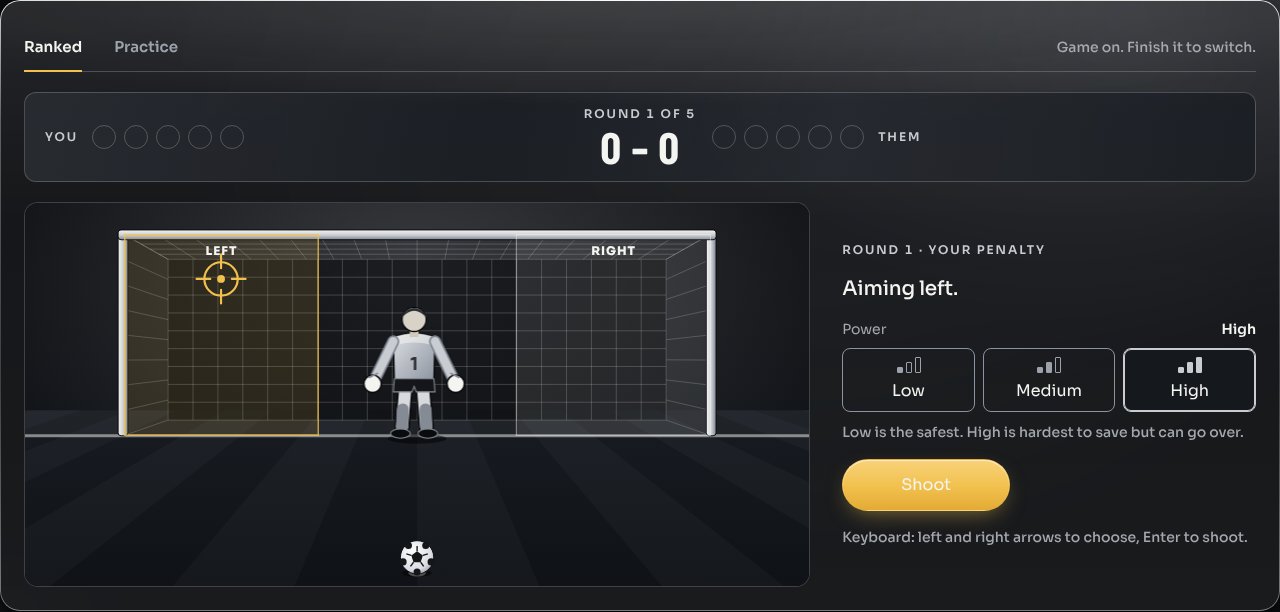 Ranked Practice Game on. Finish it to switch.
ROUND 1 OF 5
YOU 0 - 0 THEM
LEFT RIGHT
1
ROUND 1 · YOUR PENALTY
Aiming left.
Power High
Low Medium High
Low is the safest. High is hardest to save but can go over.
Shoot
Keyboard: left and right arrows to choose, Enter to shoot.